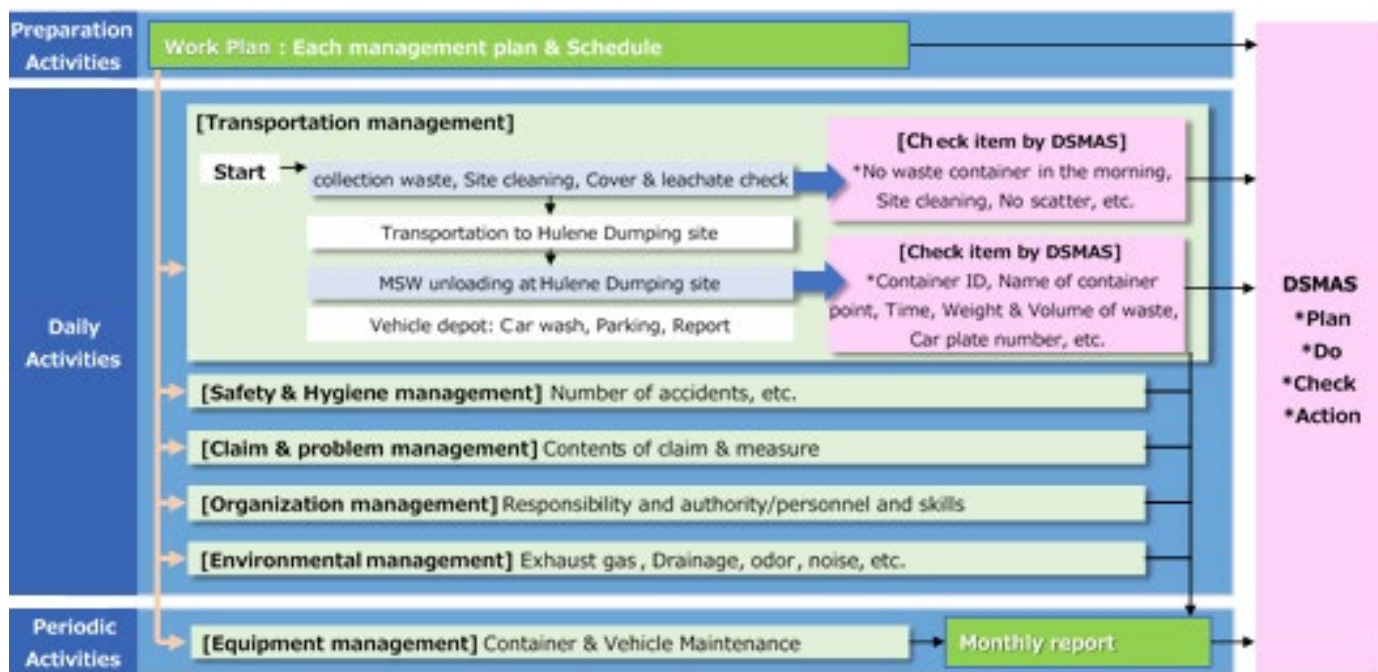 Preparation
Activities
Work Plan : Each management plan & Schedule
Daily
Activities
[Transportation management]
Start
collection waste, Site cleaning, Cover & leachate check
Transportation to Hulene Dumping site
MSW unloading at Hulene Dumping site
Vehicle depot: Car wash, Parking, Report
[Check item by DSMAS]
*No waste container in the morning,
Site cleaning, No scatter, etc.
[Check item by DSMAS]
*Container ID, Name of container
point, Time, Weight & Volume of waste,
Car plate number, etc.
[Safety & Hygiene management] Number of accidents, etc.
[Claim & problem management] Contents of claim & measure
[Organization management] Responsibility and authority/personnel and skills
[Environmental management] Exhaust gas, Drainage, odor, noise, etc.
Periodic
Activities
[Equipment management] Container & Vehicle Maintenance
Monthly report
DSMAS
*Plan
*Do
*Check
*Action